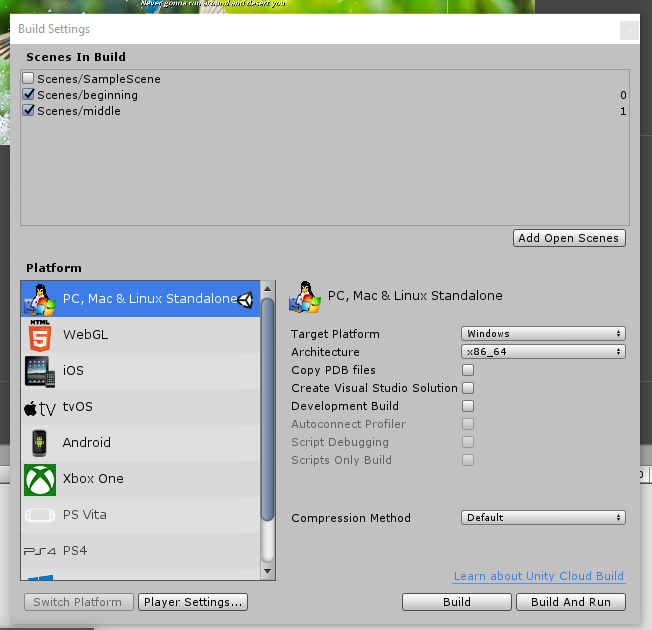 Never gonna run around and desert you
Build Settings
x
Scenes In Build
Scenes/SampleScene
Scenes/beginning 0
Scenes/middle 1
Add Open Scenes
Platform
PC, Mac & Linux Standalone
HTML
5
WebGL
iOS
tv tvOS
Android
Xbox One
PS Vita
PS4 PS4
PC, Mac & Linux Standalone
Target Platform Windows
Architecture x86_64
Copy PDB files
Create Visual Studio Solution
Development Build
Autoconnect Profiler
Script Debugging
Scripts Only Build
Compression Method Default
Learn about Unity Cloud Build
Switch Platform Player Settings... Build Build And Run